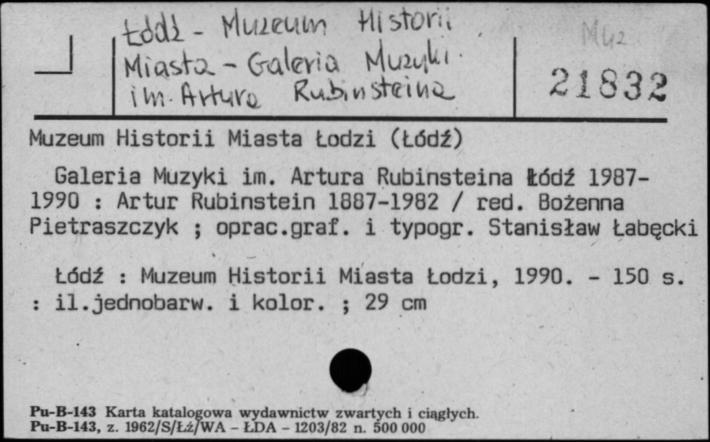 Łódź - Muzeum Historii
Miasta - Galeria Muzyki
im. Artura Rubinsteina
Muz
21832
Muzeum Historii Miasta Łodzi (Łódź)
Galeria Muzyki im. Artura Rubinsteina Łódź 1987-
1990 : Artur Rubinstein 1887-1982 / red. Bożenna
Pietraszczyk ; oprac.graf. i typogr. Stanisław Łabęcki
Łódź : Muzeum Historii Miasta Łodzi, 1990. - 150 s.
: il.jednobarw. i kolor. ; 29 cm
Pu-B-143 Karta katalogowa wydawnictw zwartych i ciągłych.
Pu-B-143, z. 1962/S/Łź/WA - ŁDA - 1203/82 n. 500 000